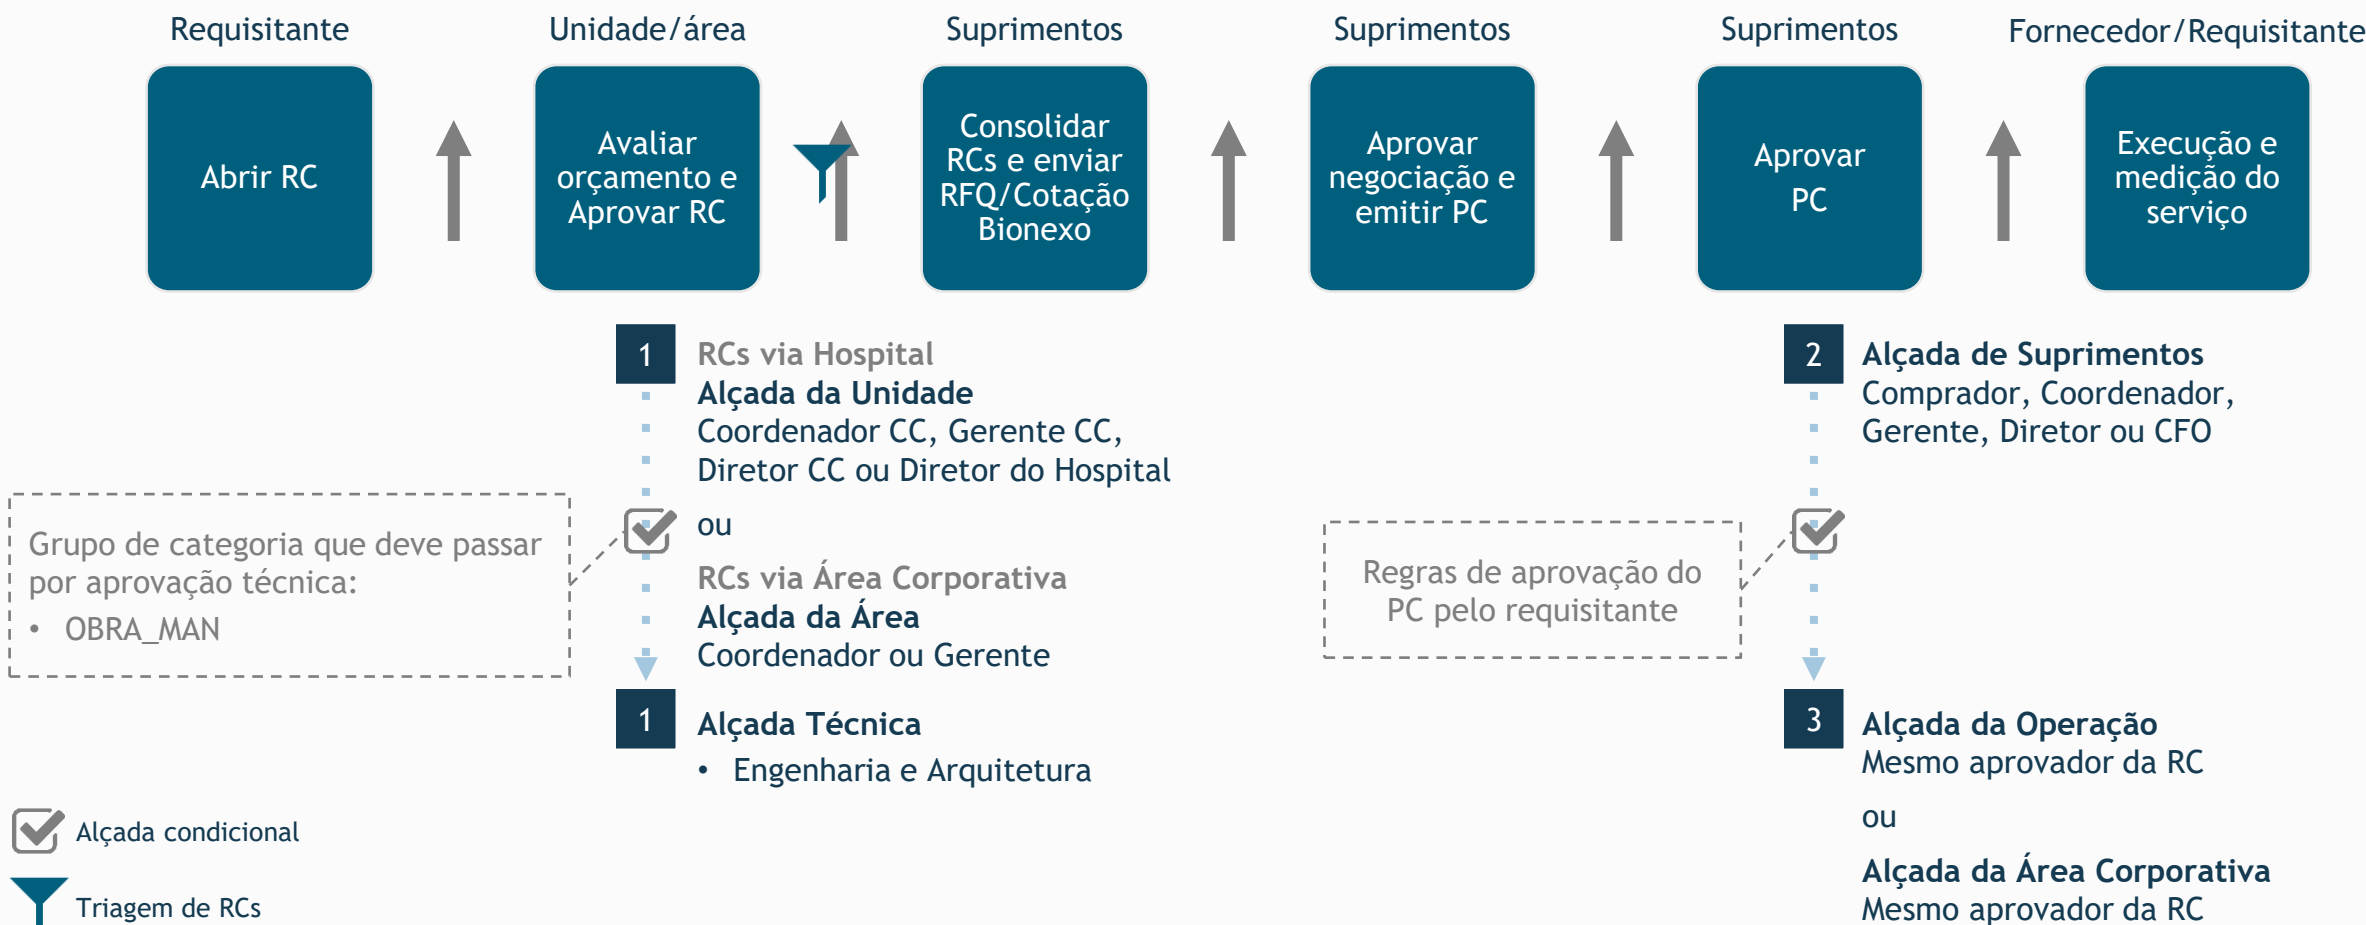 Requisitante
Unidade/área
Suprimentos
Suprimentos
Suprimentos
Fornecedor/Requisitante
Abrir RC
Avaliar
orçamento e
Aprovar RC
Consolidar
RCs e enviar
RFQ/Cotação
Bionexo
Aprovar
negociação e
emitir PC
Aprovar
PC
Execução e
medição do
serviço
1
RCs via Hospital
Alçada da Unidade
Coordenador CC, Gerente CC,
Diretor CC ou Diretor do Hospital
ou
RCs via Área Corporativa
Alçada da Área
Coordenador ou Gerente
Grupo de categoria que deve passar
por aprovação técnica:
• OBRA_MAN
1
Alçada Técnica
• Engenharia e Arquitetura
2
Alçada de Suprimentos
Comprador, Coordenador,
Gerente, Diretor ou CFO
Regras de aprovação do
PC pelo requisitante
3
Alçada da Operação
Mesmo aprovador da RC
ou
Alçada da Área Corporativa
Mesmo aprovador da RC
Alçada condicional
Triagem de RCs